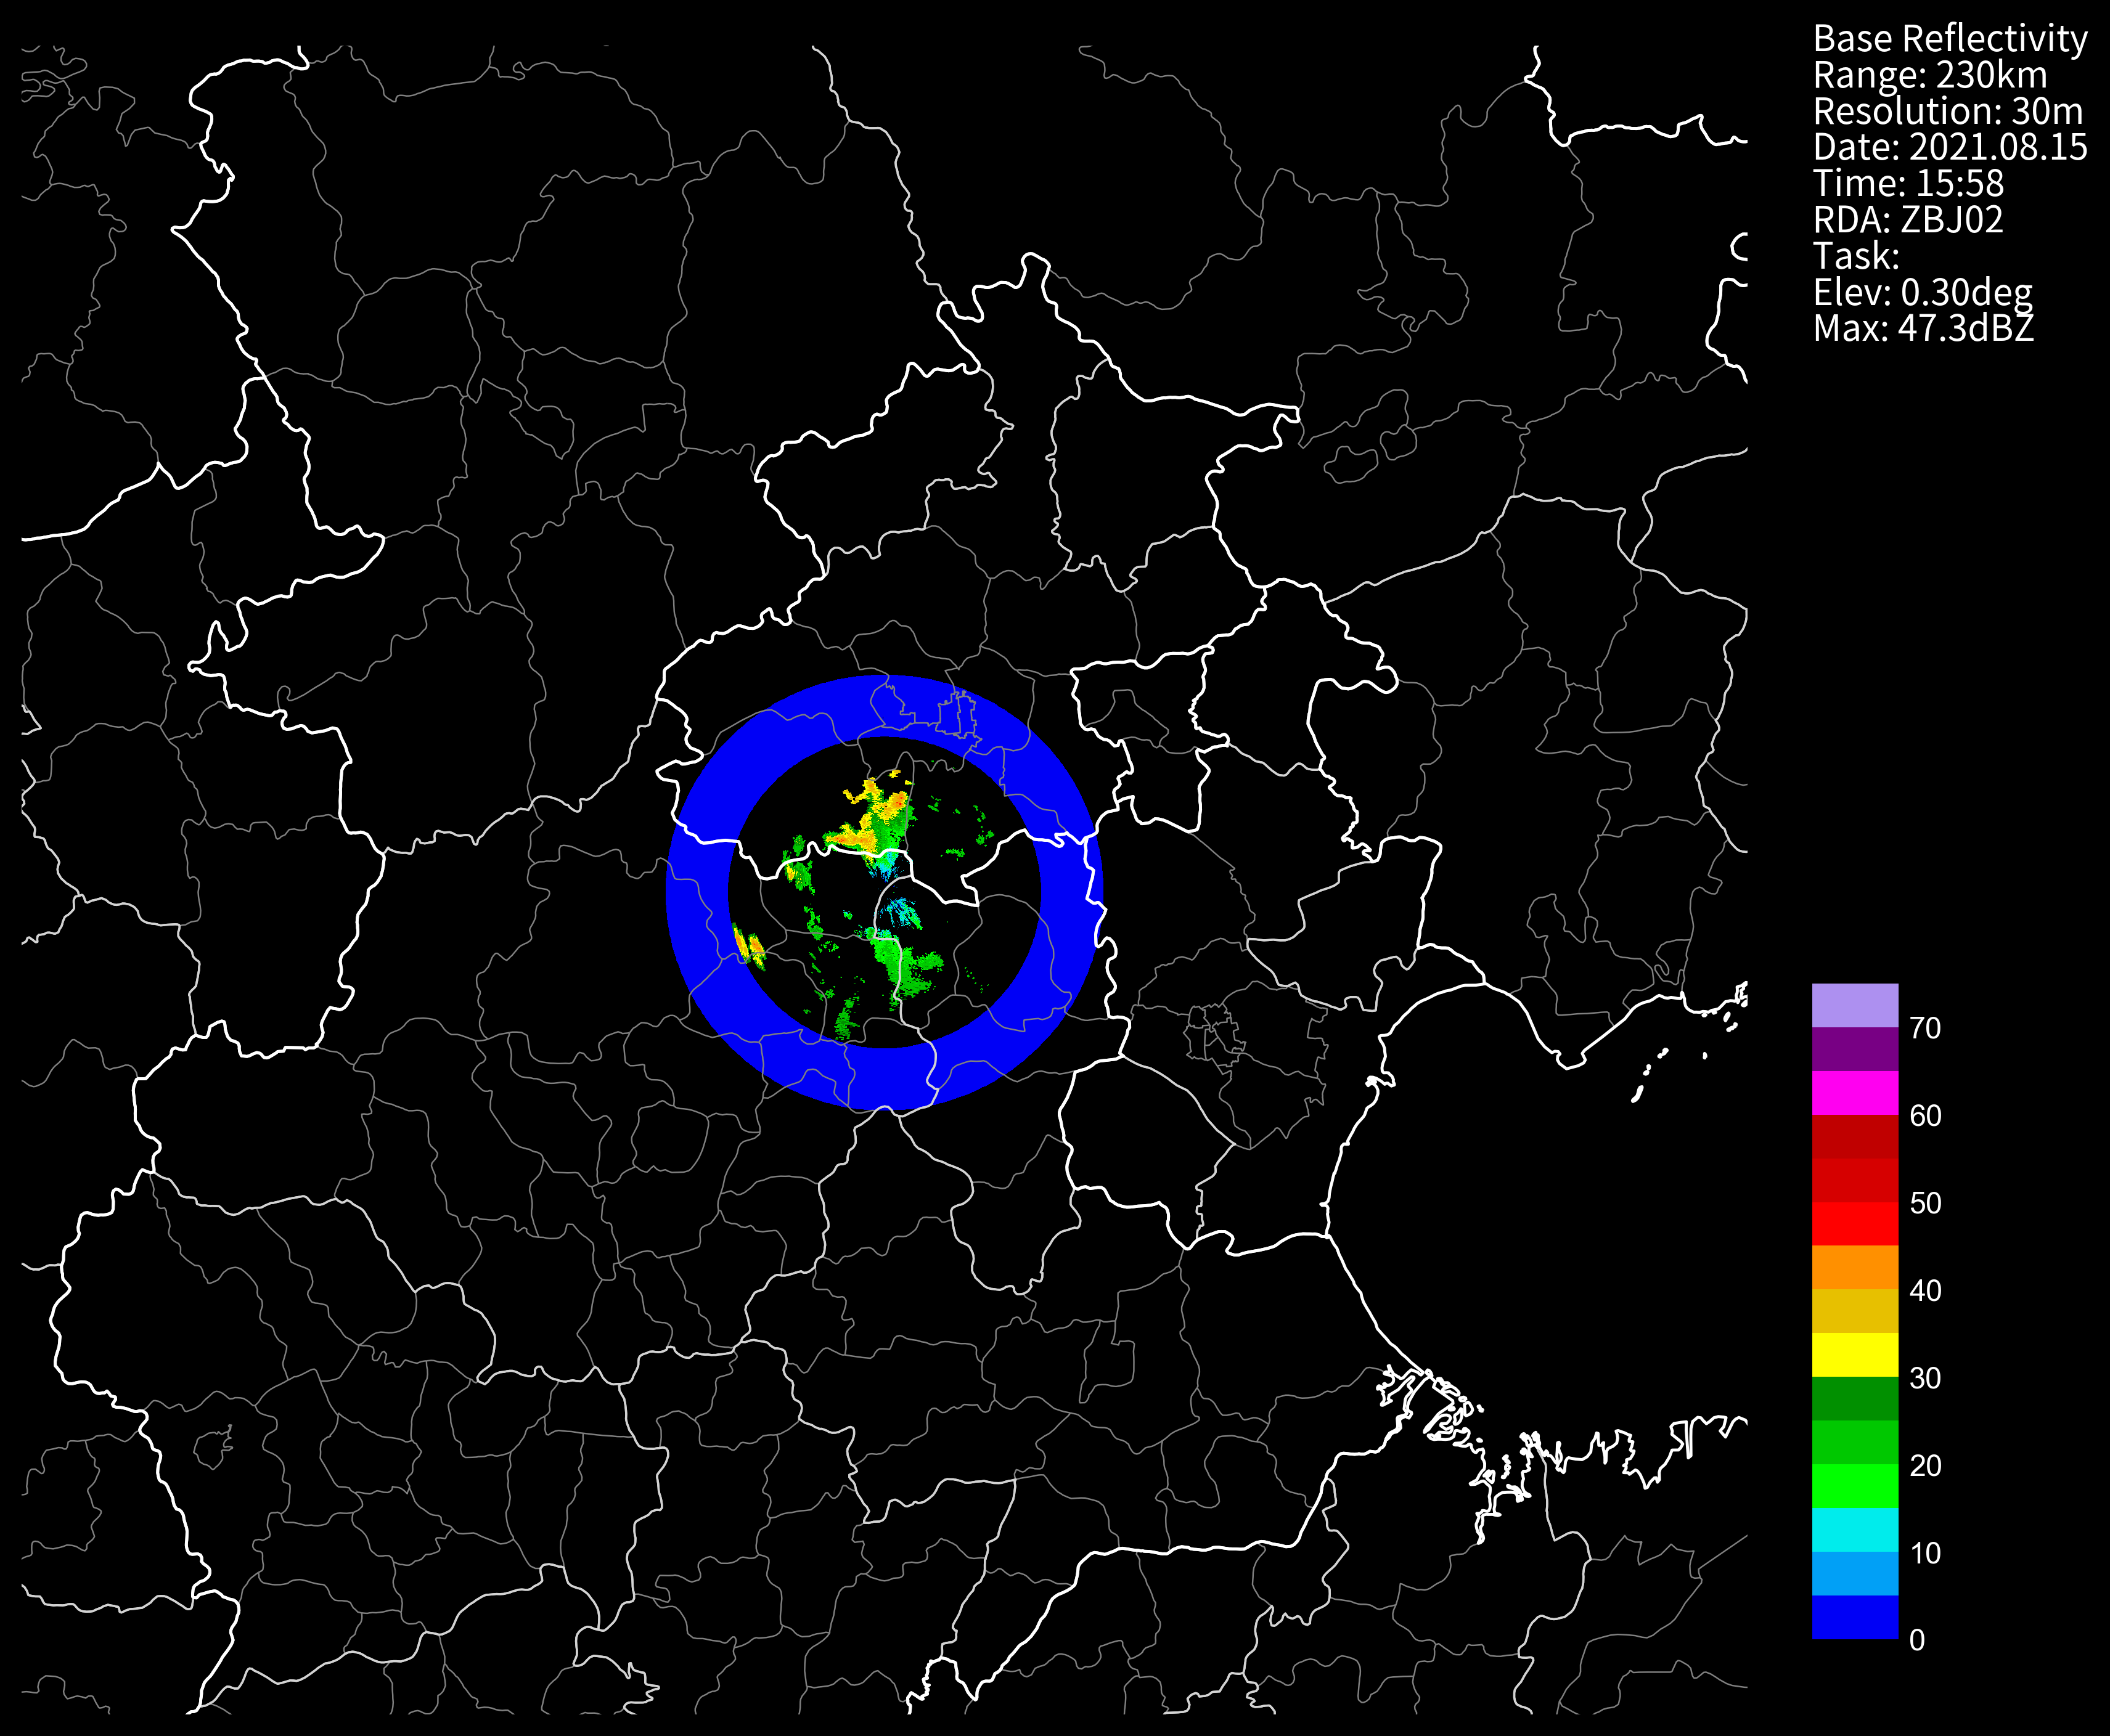 Base Reflectivity
Range: 230km
Resolution: 30m
Date: 2021.08.15
Time: 15:58
RDA: ZBJ02
Task:
Elev: 0.30deg
Max: 47.3dBZ
70
60
50
40
30
20
10
0